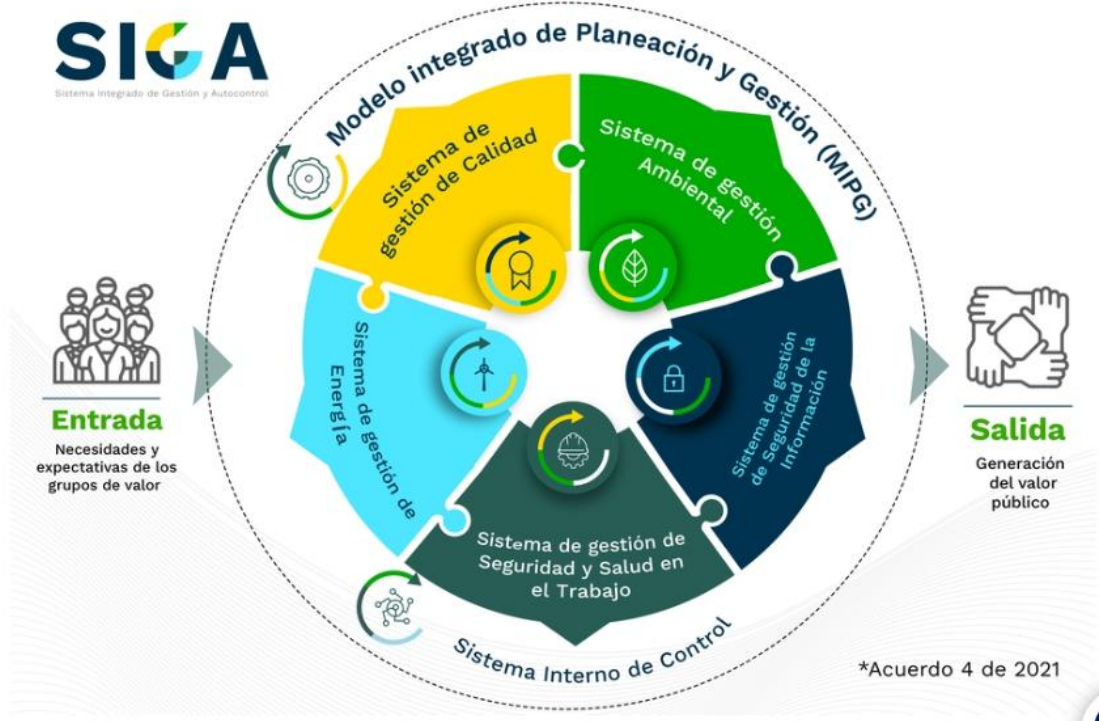 SIGA
Sistema Integrado de Gestión y Autocontrol
Modelo integrado de Planeación y Gestión (MIPG)
Sistema de
gestión de Calidad
Sistema de gestión
Ambiental
Sistema de gestión de
Energía
Sistema de gestión
de Seguridad de la
Información
Sistema de gestión de
Seguridad y Salud en
el Trabajo
Sistema Interno de Control
Entrada
Necesidades y
expectativas de los
grupos de valor
Salida
Generación
del valor
público
*Acuerdo 4 de 2021